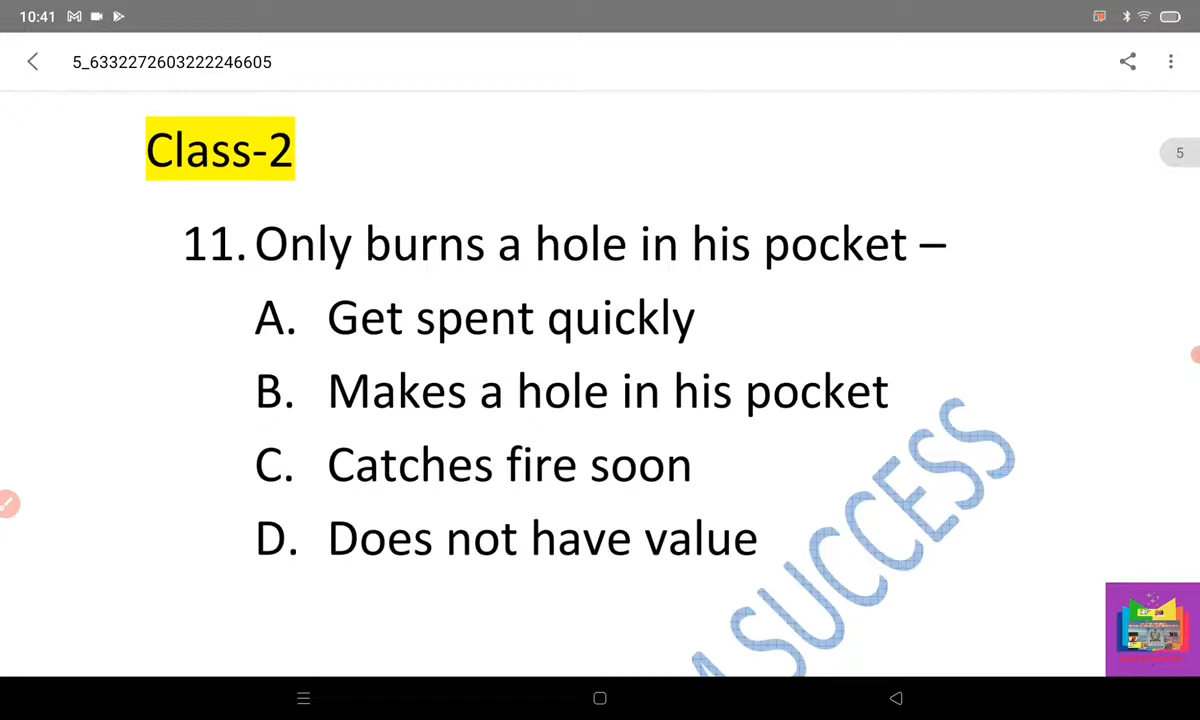 10:41
5_6332272603222246605
Class-2
5
11. Only burns a hole in his pocket –
A. Get spent quickly
B. Makes a hole in his pocket
C. Catches fire soon
D. Does not have value
SUCCESS